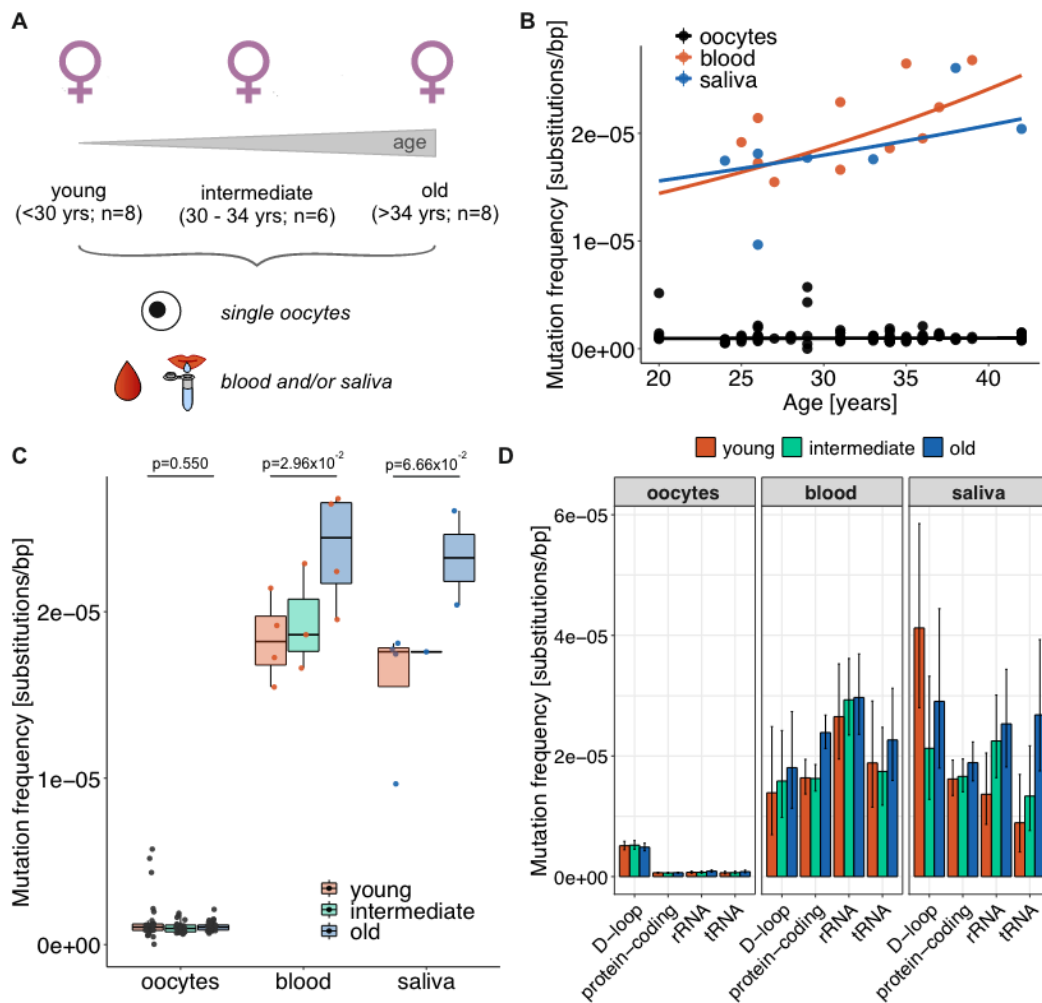 A
age
young
(<30 yrs; n=8)
intermediate
(30 - 34 yrs; n=6)
old
(>34 yrs; n=8)
single oocytes
blood and/or saliva
B
oocytes
blood
saliva
Mutation frequency [substitutions/bp]
2e-05
1e-05
0e+00
20 25 30 35 40
Age [years]
C
p=0.550
p=2.96x10-2
p=6.66x10-2
Mutation frequency [substitutions/bp]
2e-05
1e-05
0e+00
young
intermediate
old
oocytes blood saliva
young intermediate old
D
oocytes blood saliva
Mutation frequency [substitutions/bp]
6e-05
4e-05
2e-05
0e+00
D-loop protein-coding rRNA tRNA D-loop protein-coding rRNA tRNA D-loop protein-coding rRNA tRNA